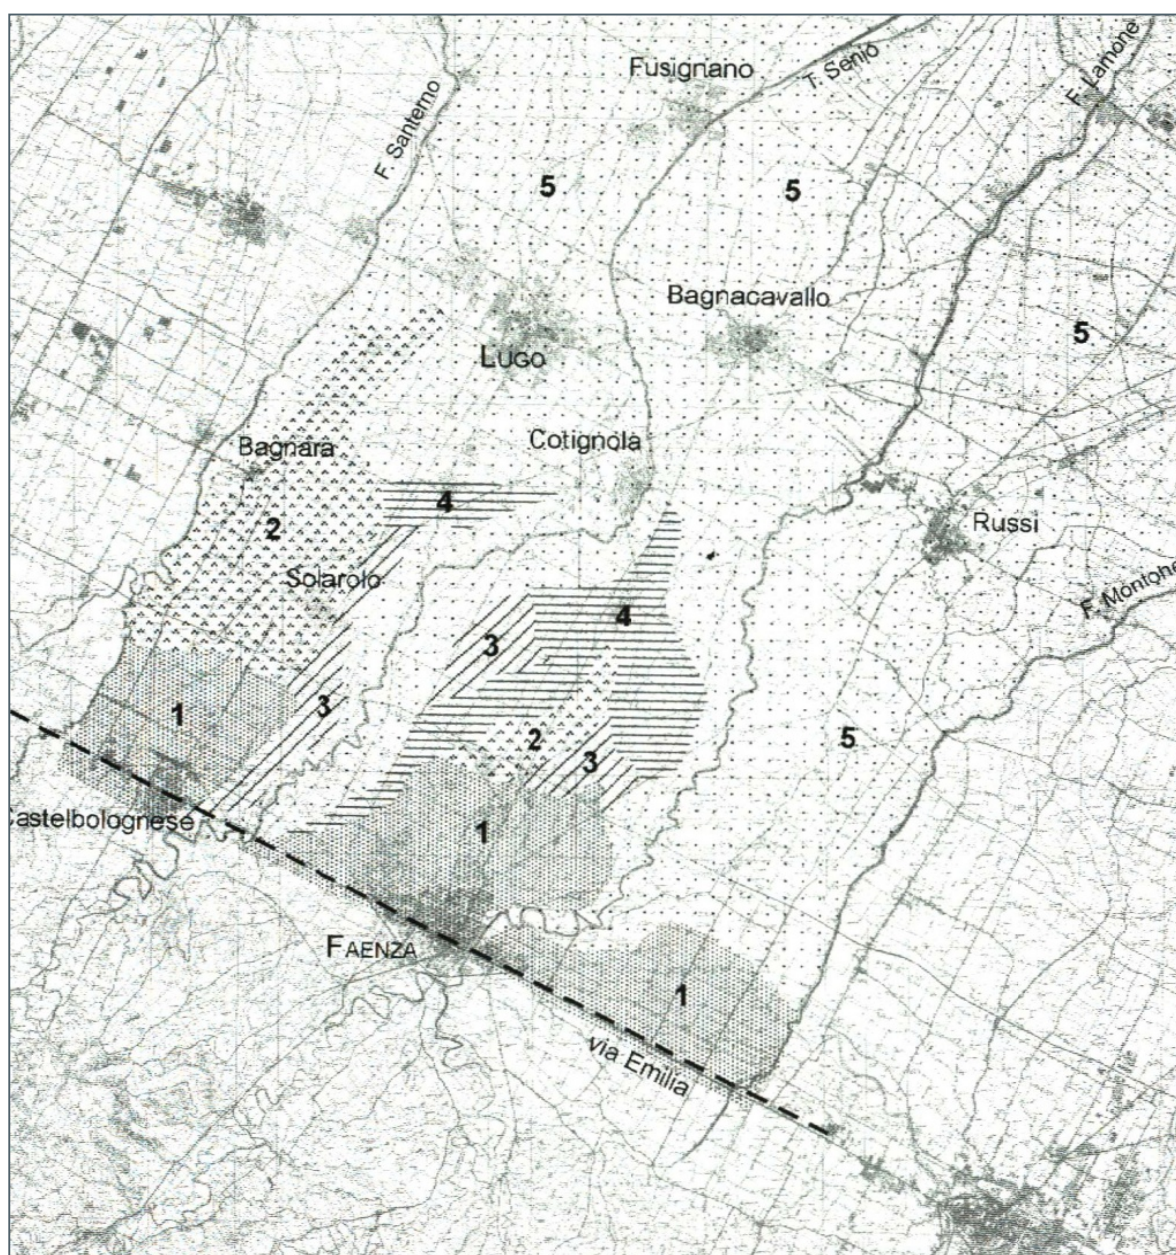 Fusignano
T. Senio
F. Lamone
F. Santerno
5
5
Bagnacavallo
5
LUGO
Cotignola
Bagnara
4
2
Russi
Solarolo
F. Montone
4
3
3
1
2
5
3
Castelbolognese
1
FAENZA
1
via Emilia